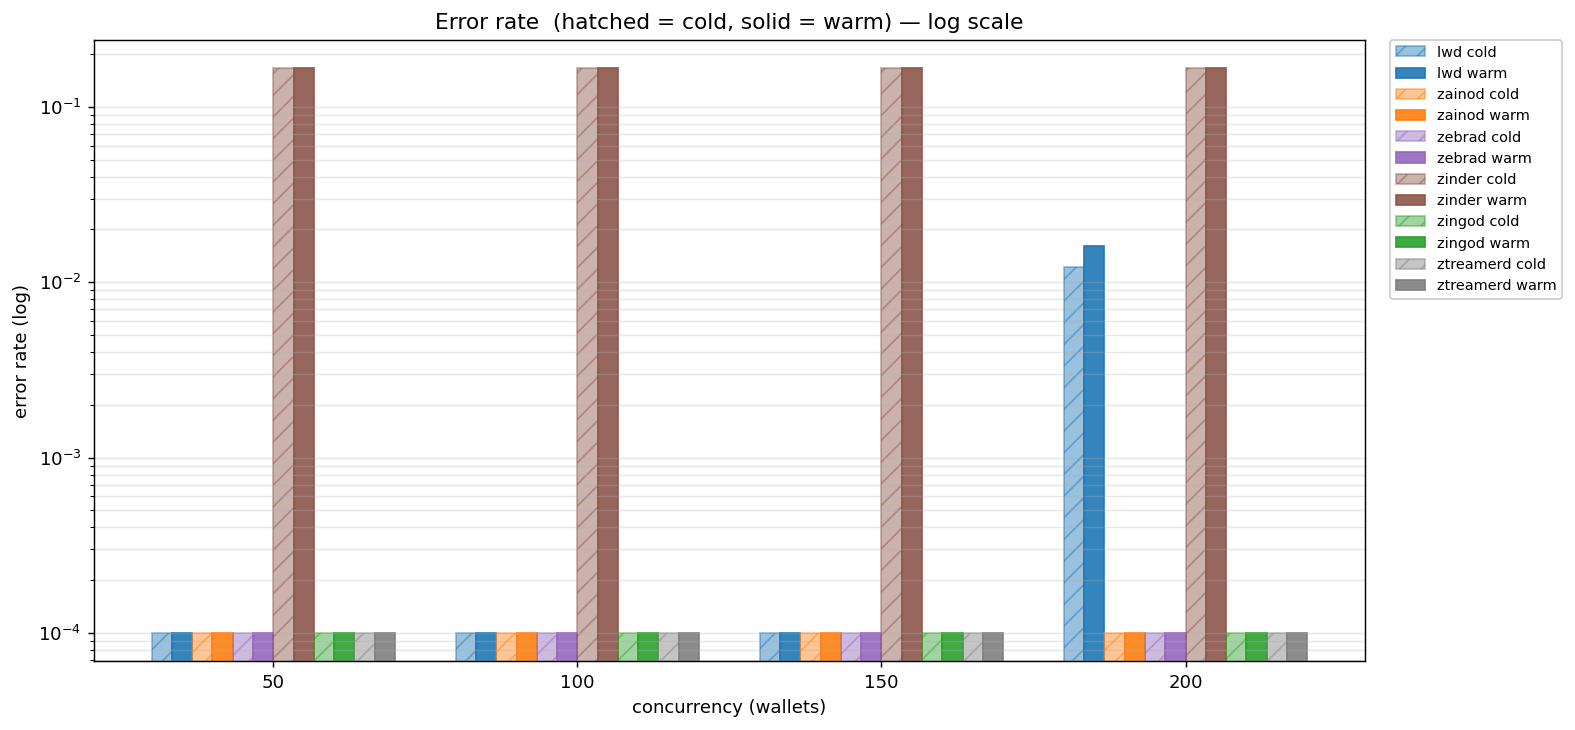 Error rate  (hatched = cold, solid = warm) — log scale
error rate (log)
10⁻¹
10⁻²
10⁻³
10⁻⁴
50
100
150
200
concurrency (wallets)
lwd cold
lwd warm
zainod cold
zainod warm
zebrad cold
zebrad warm
zinder cold
zinder warm
zingod cold
zingod warm
ztreamerd cold
ztreamerd warm